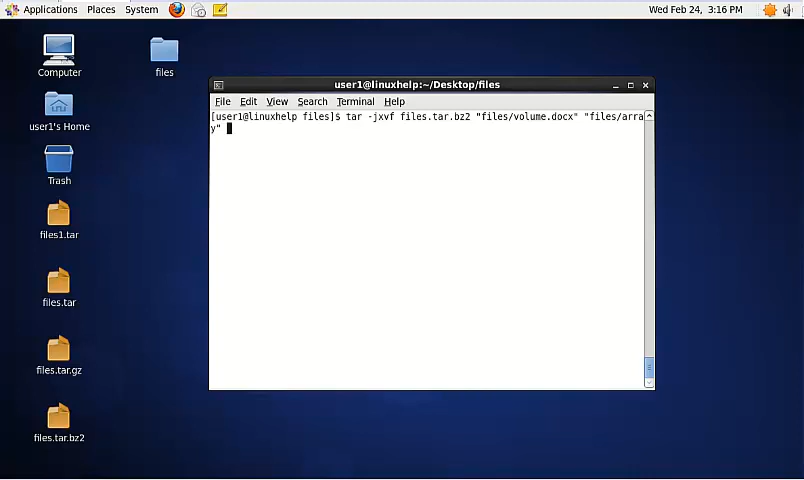 Applications Places System Wed Feb 24, 3:16 PM
Computer
files
user1's Home
Trash
files1.tar
files.tar
files.tar.gz
files.tar.bz2
user1@linuxhelp:~/Desktop/files
File Edit View Search Terminal Help
[user1@linuxhelp files]$ tar -jxvf files.tar.bz2 "files/volume.docx" "files/arra
y"